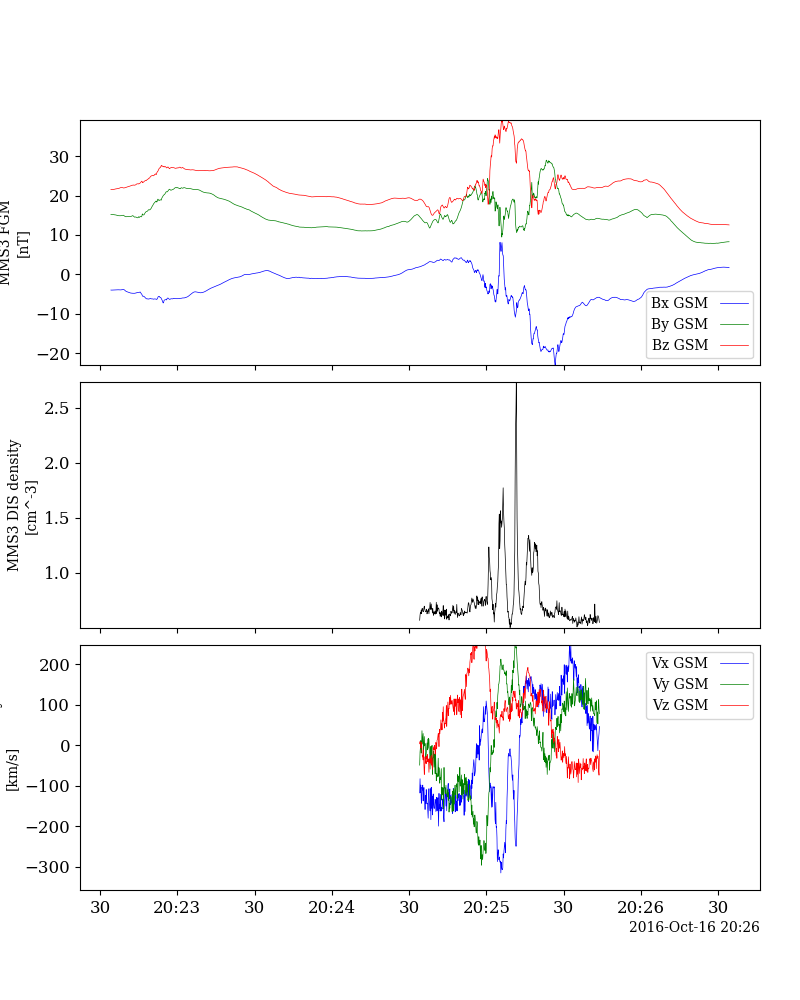 MMS3 FGM
[nT]
30
20
10
0
−10
−20
Bx GSM
By GSM
Bz GSM
MMS3 DIS density
[cm^-3]
2.5
2.0
1.5
1.0
[km/s]
200
100
0
−100
−200
−300
Vx GSM
Vy GSM
Vz GSM
30 20:23 30 20:24 30 20:25 30 20:26 30
2016-Oct-16 20:26